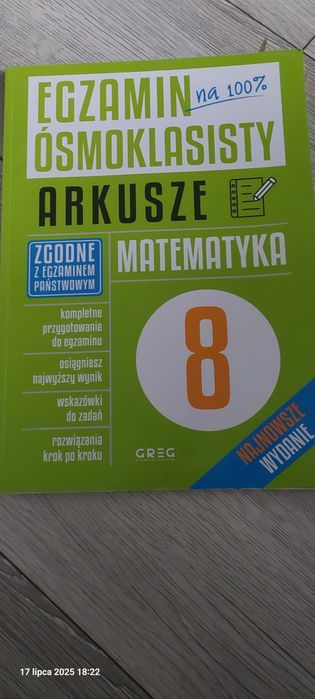 EGZAMIN
na 100%
ÓSMOKLASISTY
ARKUSZE
ZGODNE
Z EGZAMINEM
PAŃSTWOWYM
MATEMATYKA
kompletne
przygotowanie
do egzaminu
osiągniesz
najwyższy wynik
wskazówki
do zadań
rozwiązania
krok po kroku
8
GREG
NAJNOWSZE
WYDANIE
17 lipca 2025 18:22